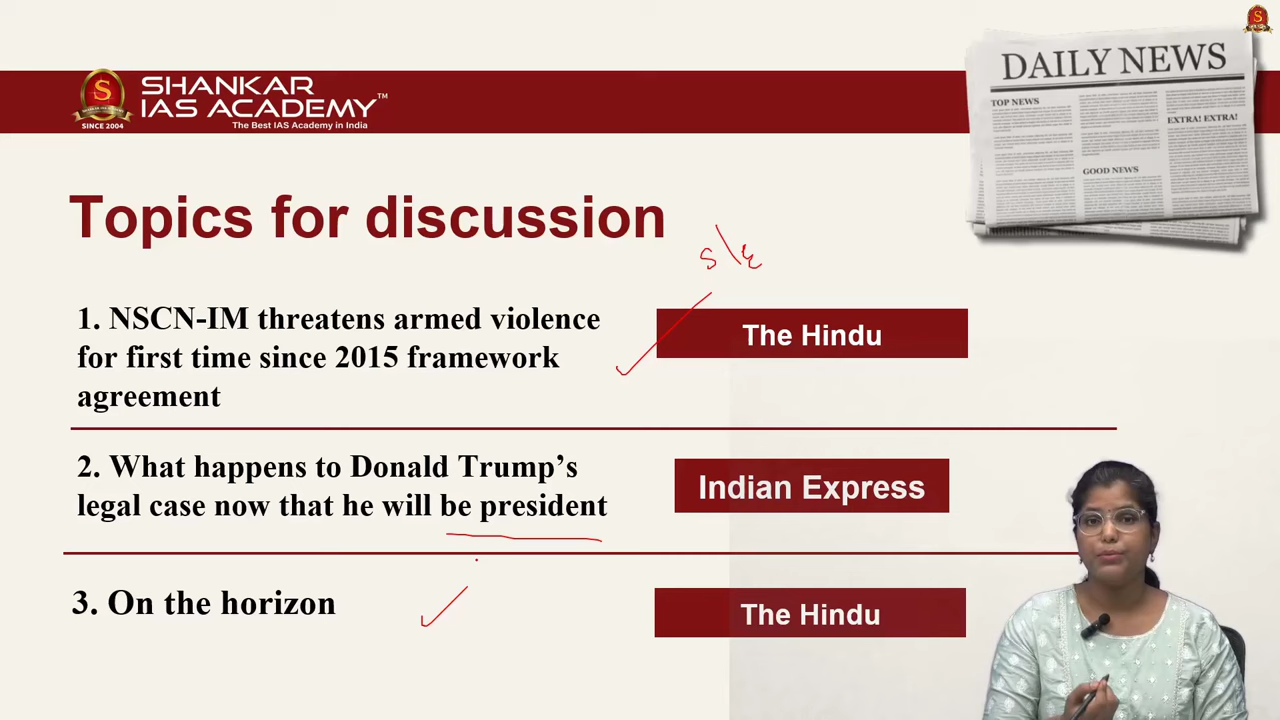 SHANKAR
IAS ACADEMY™
The Best IAS Academy in India
S
SINCE 2004
DAILY NEWS
TOP NEWS
EXTRA! EXTRA!
GOOD NEWS
S
Topics for discussion
1. NSCN-IM threatens armed violence
for first time since 2015 framework
agreement
The Hindu
2. What happens to Donald Trump's
legal case now that he will be president
Indian Express
3. On the horizon
The Hindu